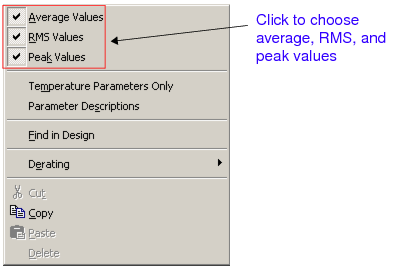 Average Values
RMS Values
Peak Values
Click to choose
average, RMS, and
peak values
Temperature Parameters Only
Parameter Descriptions
Find in Design
Derating
Cut
Copy
Paste
Delete